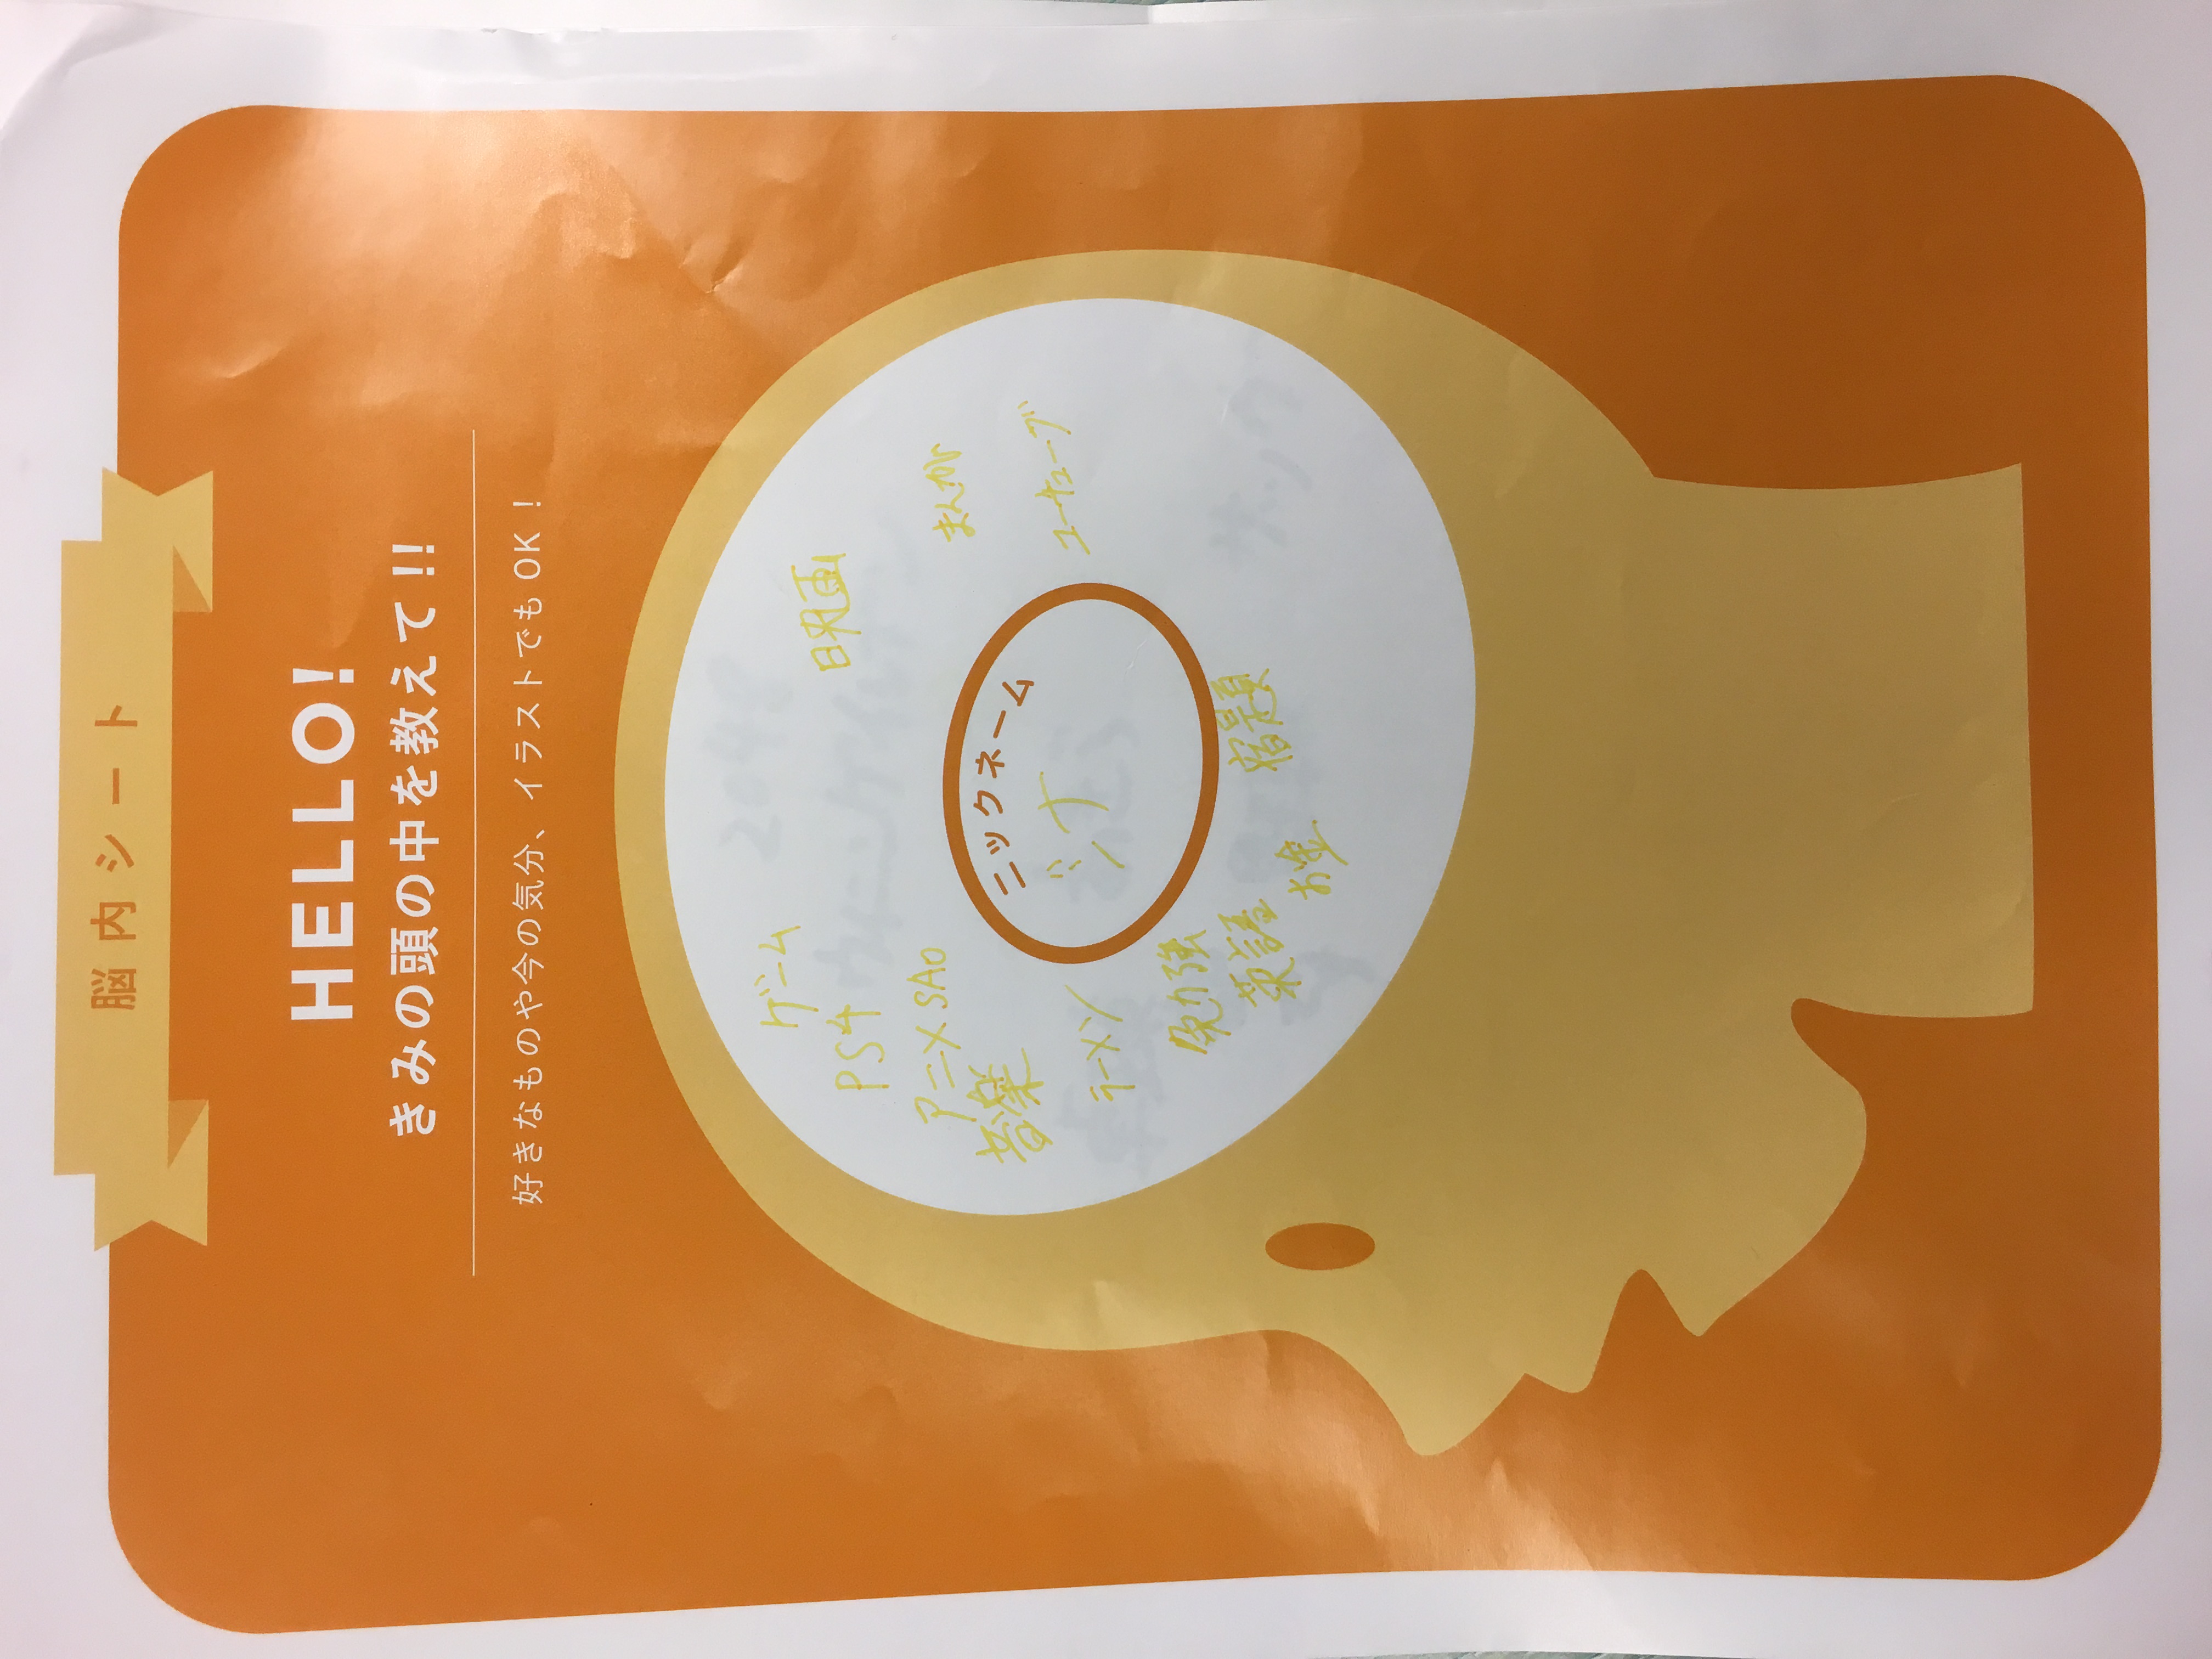 脳内シート
HELLO!
きみの頭の中を教えて!!
好きなものや今の気分、イラストでもOK！
ゲーム
映画
PS4
アニメ SAO
まんが
音楽
ニックネーム
シナ
ユーチューブ
ラーメン
勉強
英語
宿題
お金
2048